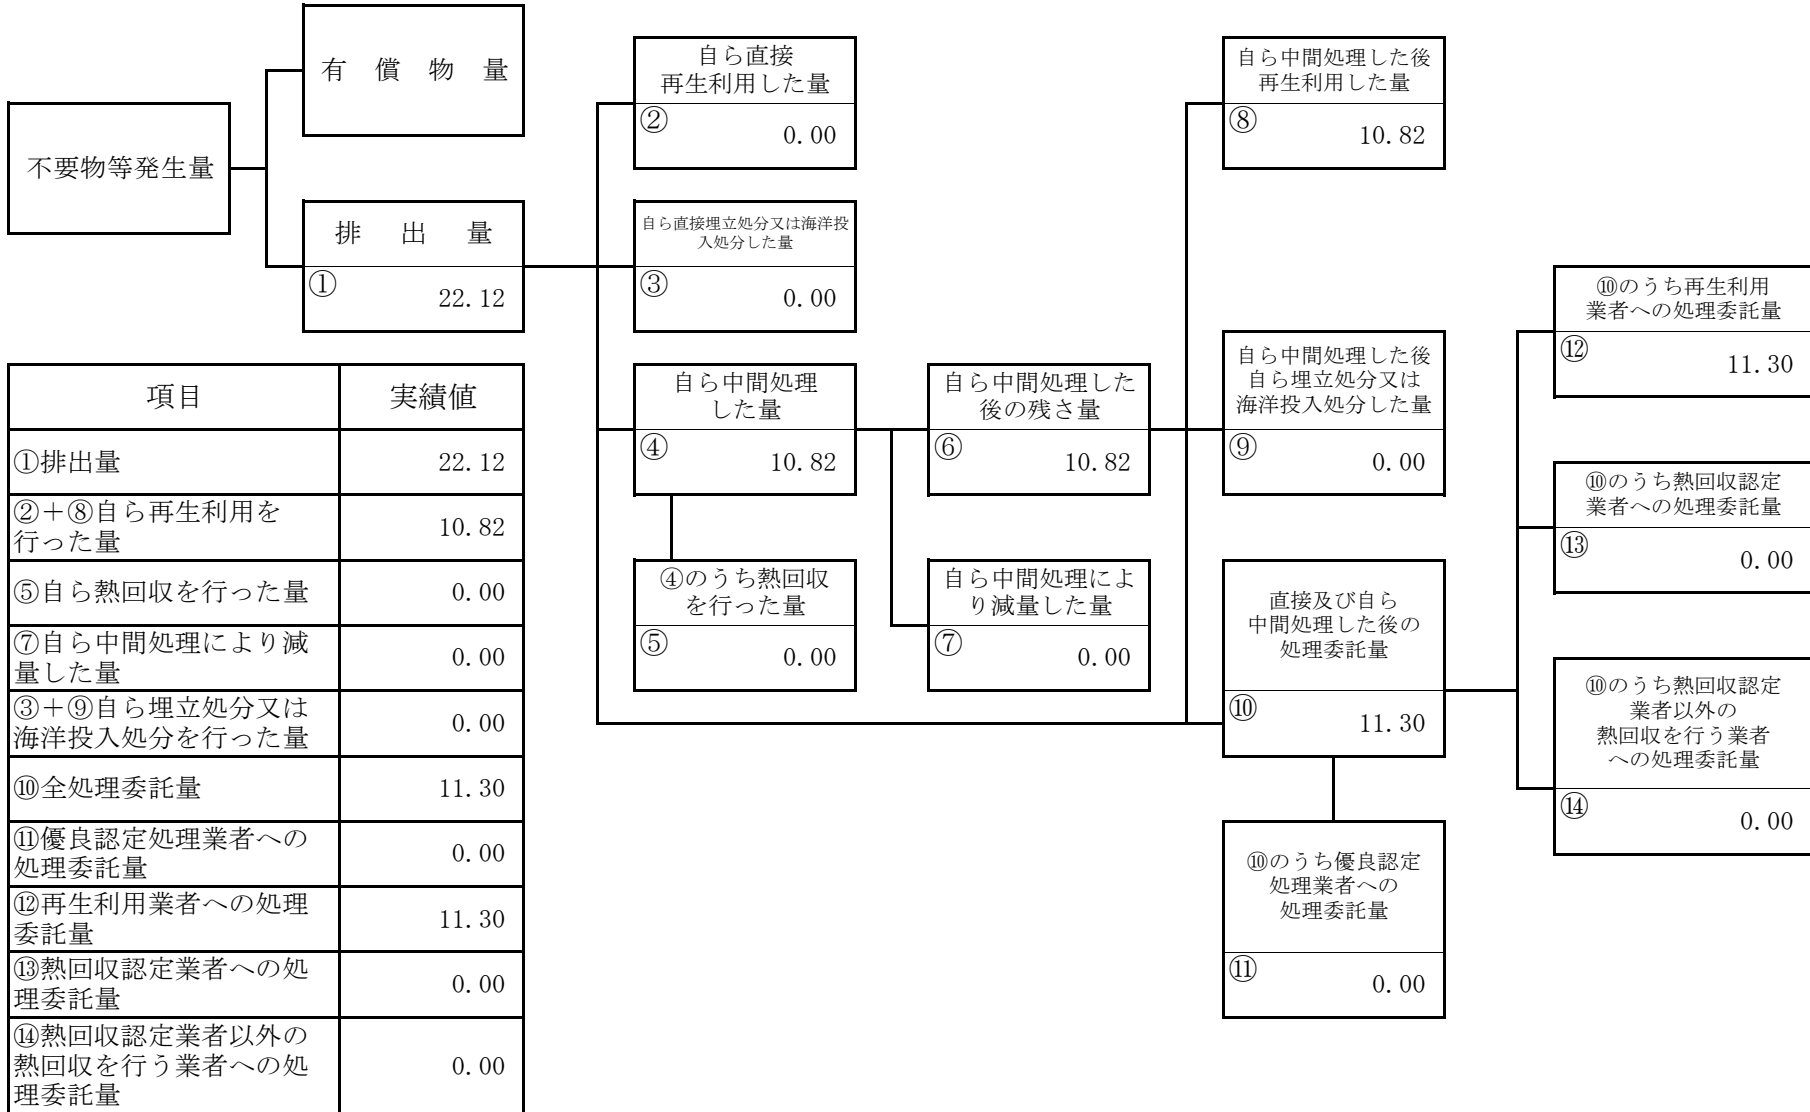 有償物量
不要物等発生量
排出量
①
22.12
自ら直接
再生利用した量
②
0.00
自ら直接埋立処分又は海洋投
入処分した量
③
0.00
自ら中間処理
した量
④
10.82
④のうち熱回収
を行った量
⑤
0.00
自ら中間処理した
後の残さ量
⑥
10.82
自ら中間処理によ
り減量した量
⑦
0.00
自ら中間処理した後
再生利用した量
⑧
10.82
自ら中間処理した後
自ら埋立処分又は
海洋投入処分した量
⑨
0.00
直接及び自ら
中間処理した後の
処理委託量
⑩
11.30
⑩のうち優良認定
処理業者への
処理委託量
⑪
0.00
⑩のうち再生利用
業者への処理委託量
⑫
11.30
⑩のうち熱回収認定
業者への処理委託量
⑬
0.00
⑩のうち熱回収認定
業者以外の
熱回収を行う業者
への処理委託量
⑭
0.00
項目 実績値
①排出量 22.12
②＋⑧自ら再生利用を
行った量 10.82
⑤自ら熱回収を行った量 0.00
⑦自ら中間処理により減
量した量 0.00
③＋⑨自ら埋立処分又は
海洋投入処分を行った量 0.00
⑩全処理委託量 11.30
⑪優良認定処理業者への
処理委託量 0.00
⑫再生利用業者への処理
委託量 11.30
⑬熱回収認定業者への処
理委託量 0.00
⑭熱回収認定業者以外の
熱回収を行う業者への処
理委託量 0.00